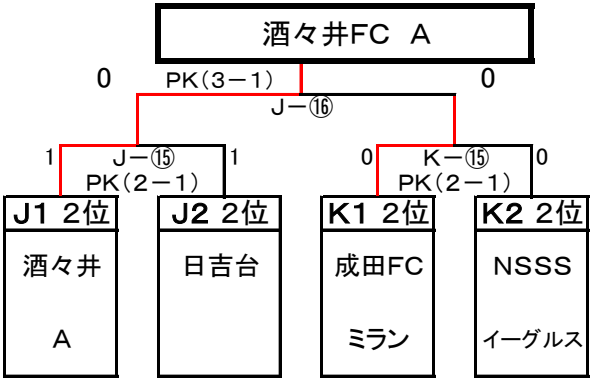 酒々井FC A
0 PK(3−1) 0
J−⑯
1 J−⑮ 1 0 K−⑮ 0
PK(2−1) PK(2−1)
J1 2位 J2 2位 K1 2位 K2 2位
酒々井 日吉台 成田FC NSSS
A ミラン イーグルス